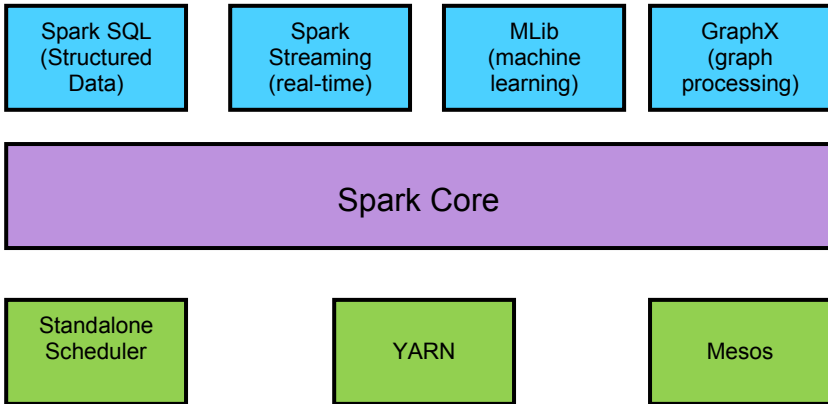 Spark SQL
(Structured
Data)
Spark
Streaming
(real-time)
MLib
(machine
learning)
GraphX
(graph
processing)
Spark Core
Standalone
Scheduler
YARN
Mesos